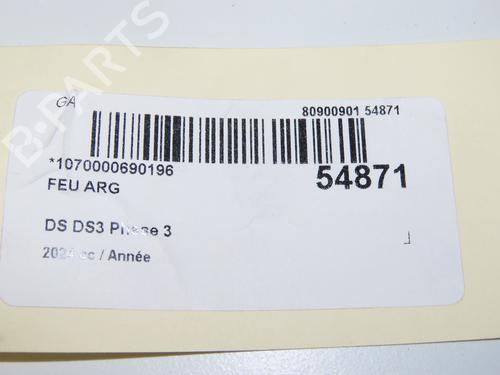 GA
80900901 54871
*1070000690196
54871
FEU ARG
DS DS3 Phase 3
cc / Année
B-PARTS